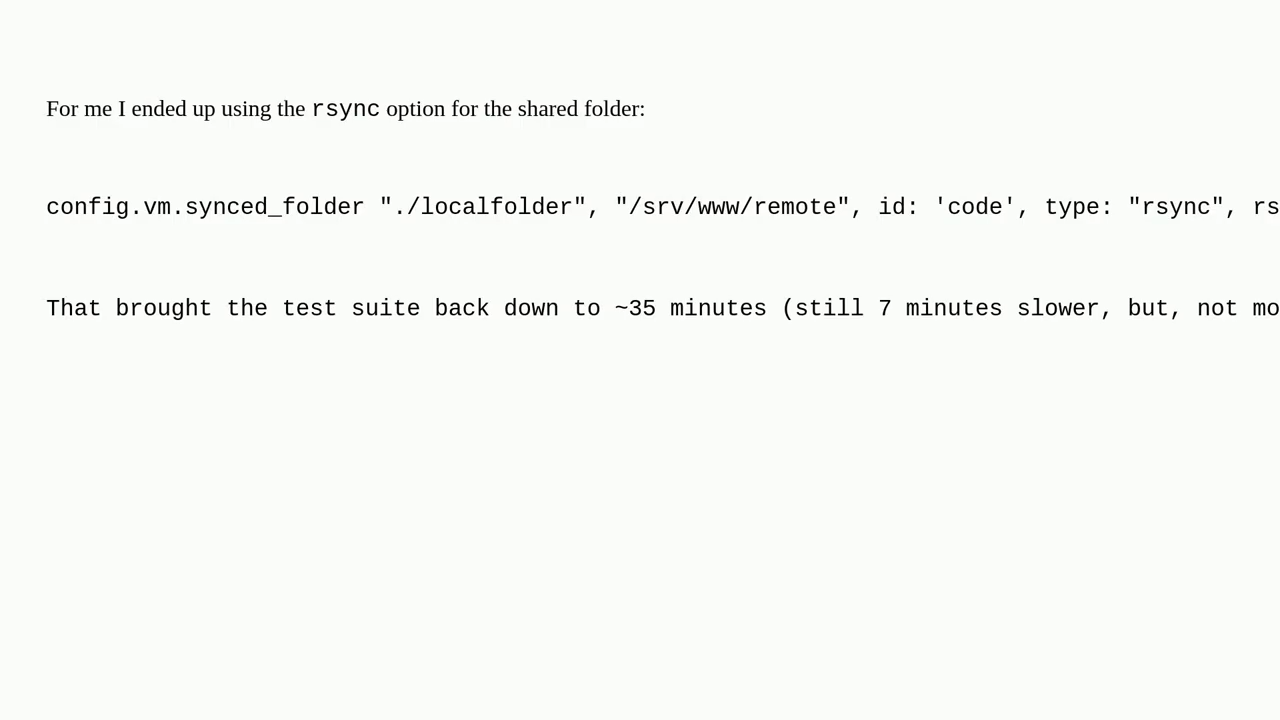 For me I ended up using the rsync option for the shared folder:
config.vm.synced_folder "./localfolder", "/srv/www/remote", id: 'code', type: "rsync", rs
That brought the test suite back down to ~35 minutes (still 7 minutes slower, but, not mo